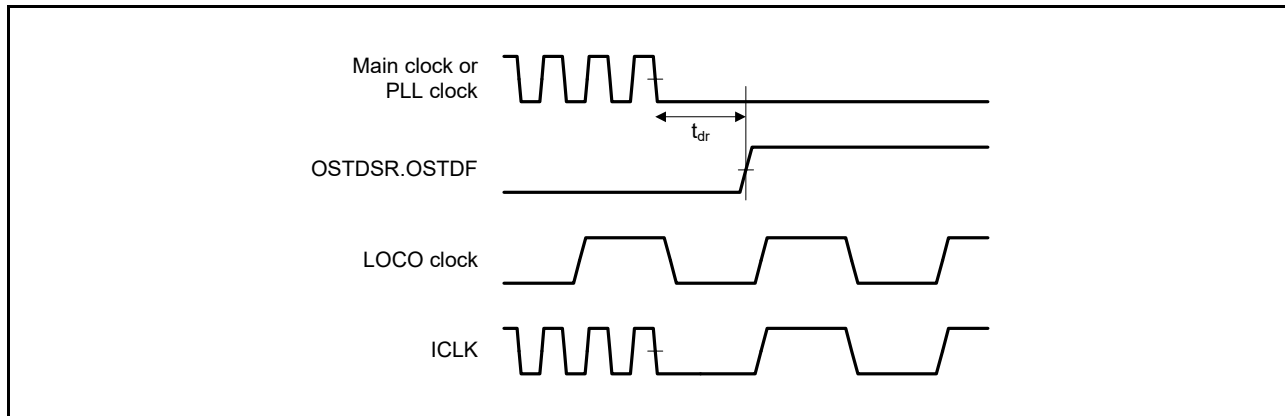 Main clock or
PLL clock
tdr
OSTDSR.OSTDF
LOCO clock
ICLK